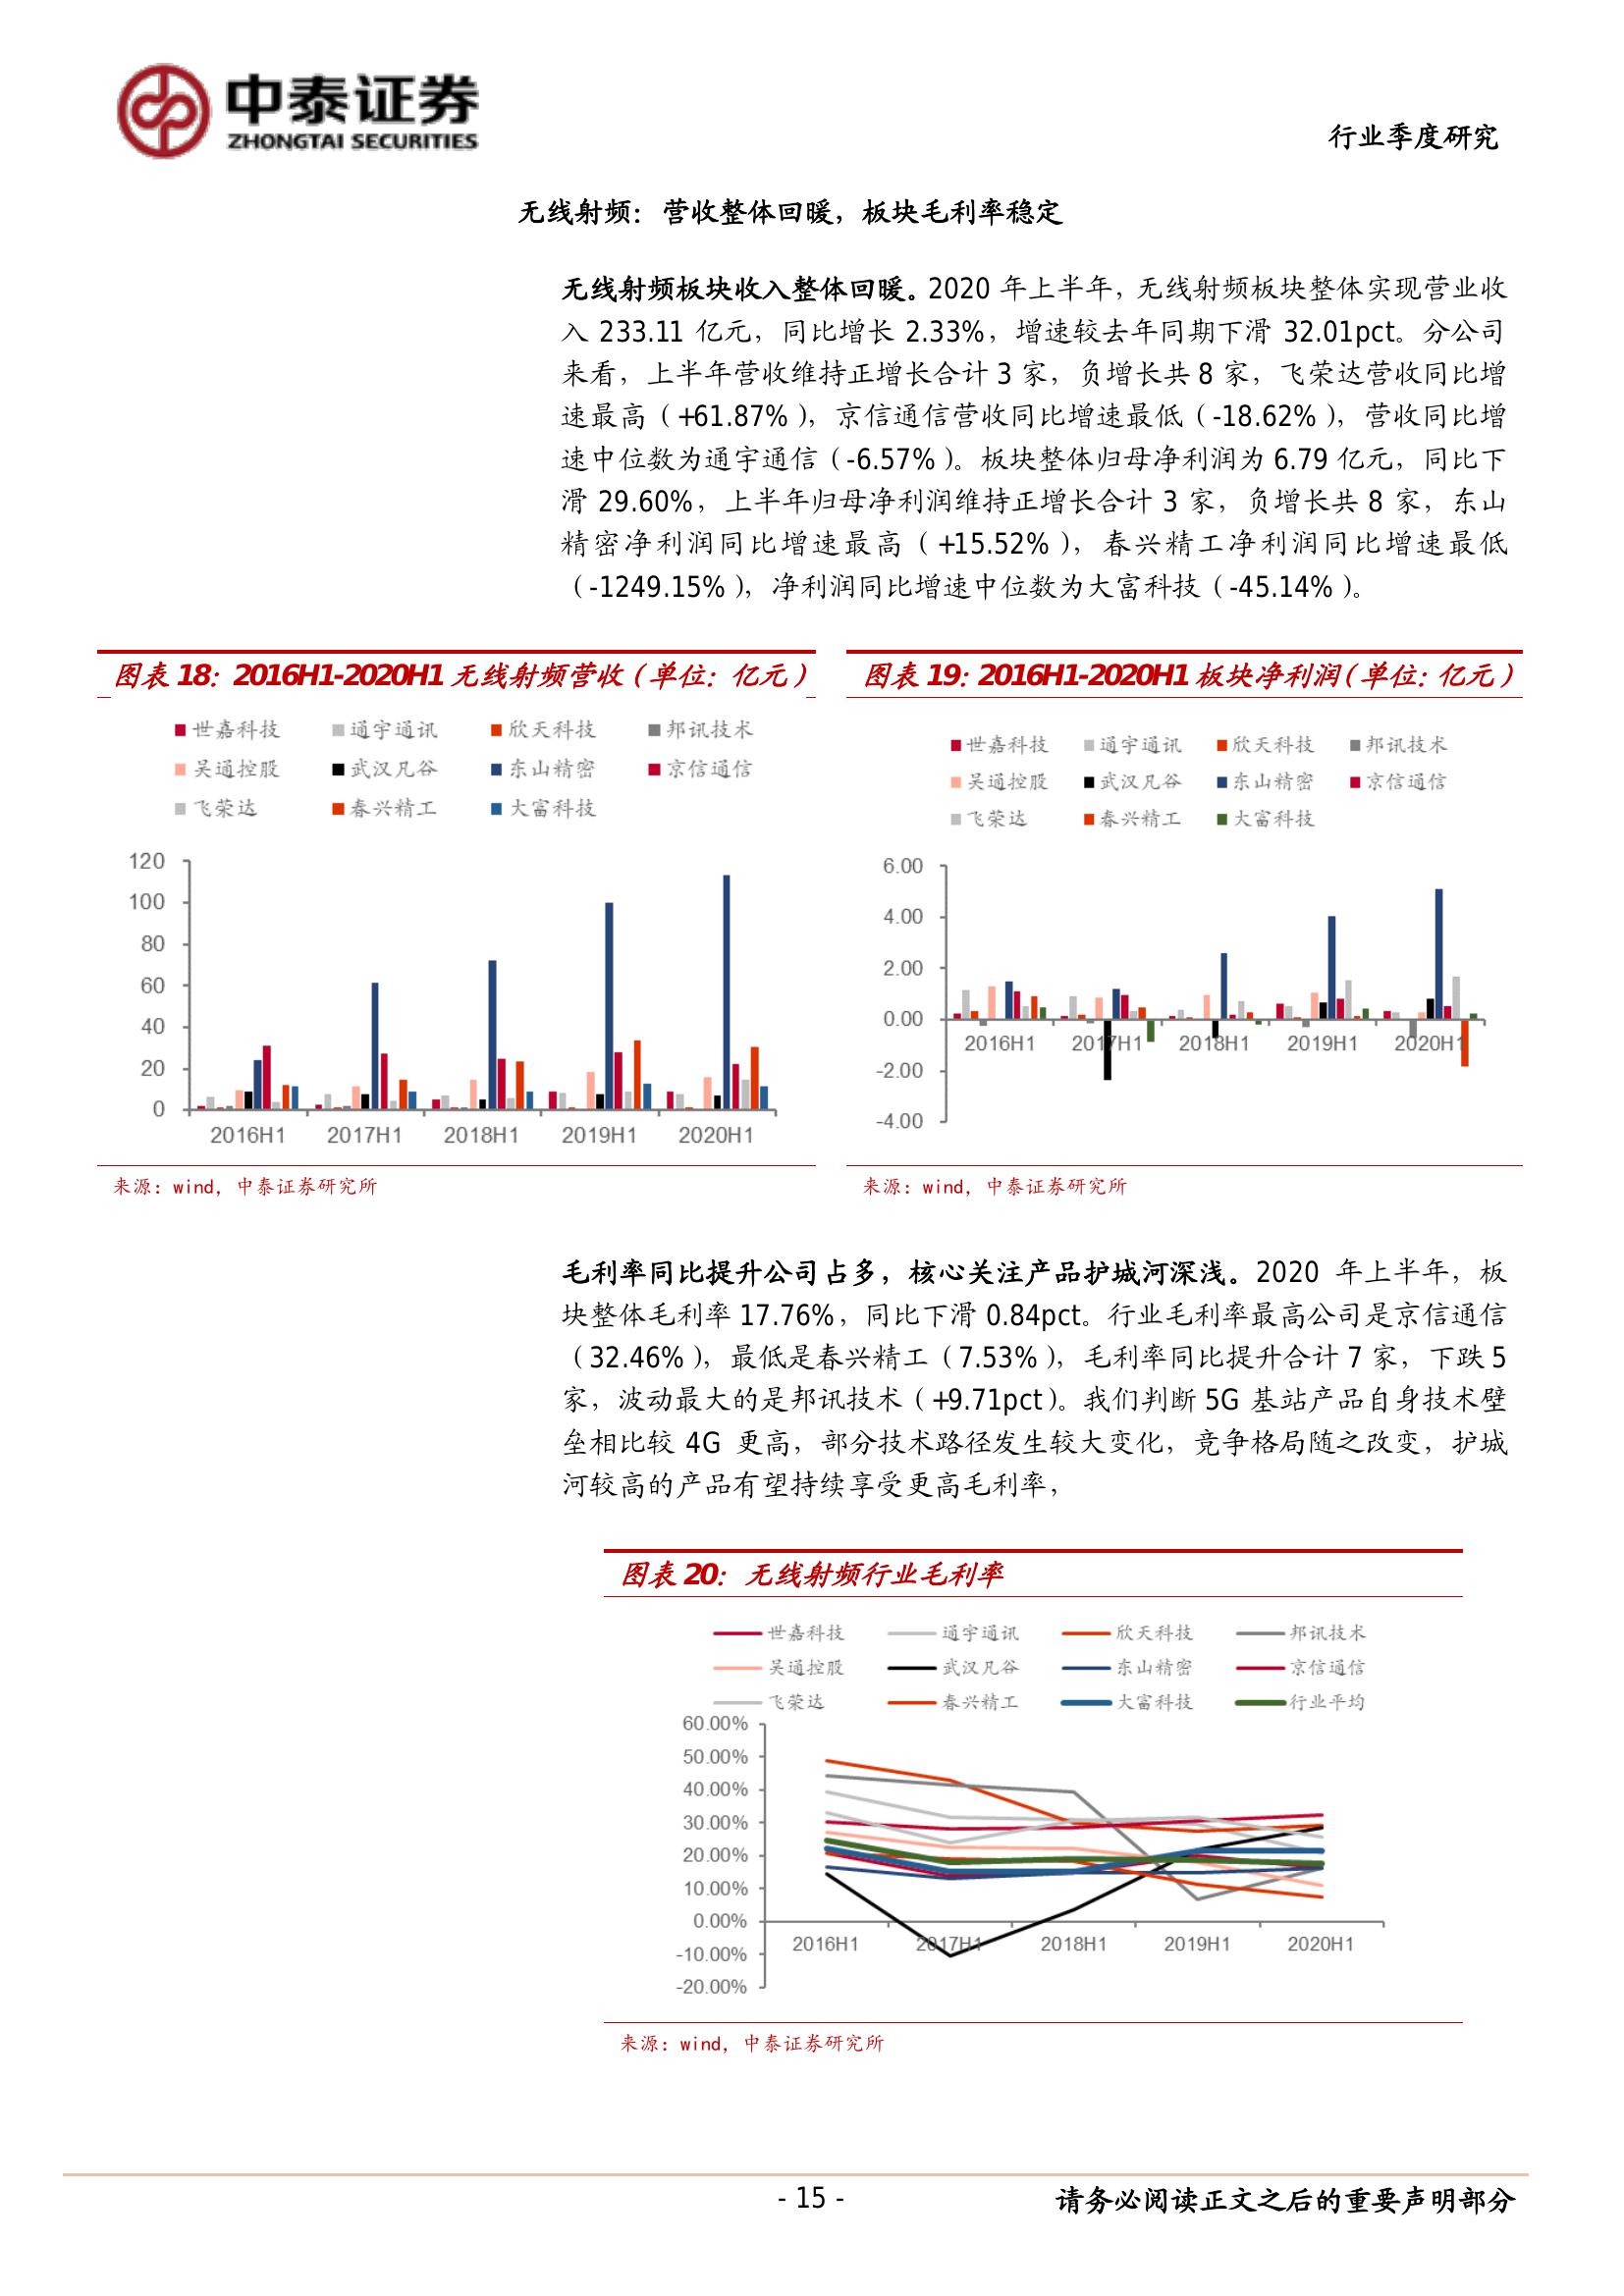 中泰证券
ZHONGTAI SECURITIES
行业季度研究
无线射频：营收整体回暖，板块毛利率稳定
无线射频板块收入整体回暖。2020 年上半年，无线射频板块整体实现营业收
入 233.11 亿元，同比增长 2.33%，增速较去年同期下滑 32.01pct。分公司
来看，上半年营收维持正增长合计 3 家，负增长共 8 家，飞荣达营收同比增
速最高（+61.87%），京信通信营收同比增速最低（-18.62%），营收同比增
速中位数为通宇通信（-6.57%）。板块整体归母净利润为 6.79 亿元，同比下
滑 29.60%，上半年归母净利润维持正增长合计 3 家，负增长共 8 家，东山
精密净利润同比增速最高（+15.52%），春兴精工净利润同比增速最低
（-1249.15%），净利润同比增速中位数为大富科技（-45.14%）。
图表 18：2016H1-2020H1 无线射频营收（单位：亿元）
世嘉科技 通宇通讯 欣天科技 邦讯技术
吴通控股 武汉凡谷 东山精密 京信通信
飞荣达 春兴精工 大富科技
120
100
80
60
40
20
0
2016H1 2017H1 2018H1 2019H1 2020H1
来源：wind，中泰证券研究所
图表 19：2016H1-2020H1 板块净利润（单位：亿元）
世嘉科技 通宇通讯 欣天科技 邦讯技术
吴通控股 武汉凡谷 东山精密 京信通信
飞荣达 春兴精工 大富科技
6.00
4.00
2.00
0.00
-2.00
-4.00
2016H1 2017H1 2018H1 2019H1 2020H1
来源：wind，中泰证券研究所
毛利率同比提升公司占多，核心关注产品护城河深浅。2020 年上半年，板
块整体毛利率 17.76%，同比下滑 0.84pct。行业毛利率最高公司是京信通信
（32.46%），最低是春兴精工（7.53%），毛利率同比提升合计 7 家，下跌 5
家，波动最大的是邦讯技术（+9.71pct）。我们判断 5G 基站产品自身技术壁
垒相比较 4G 更高，部分技术路径发生较大变化，竞争格局随之改变，护城
河较高的产品有望持续享受更高毛利率，
图表 20：无线射频行业毛利率
世嘉科技 通宇通讯 欣天科技 邦讯技术
吴通控股 武汉凡谷 东山精密 京信通信
飞荣达 春兴精工 大富科技 行业平均
60.00%
50.00%
40.00%
30.00%
20.00%
10.00%
0.00%
-10.00%
-20.00%
2016H1 2017H1 2018H1 2019H1 2020H1
来源：wind，中泰证券研究所
- 15 -
请务必阅读正文之后的重要声明部分